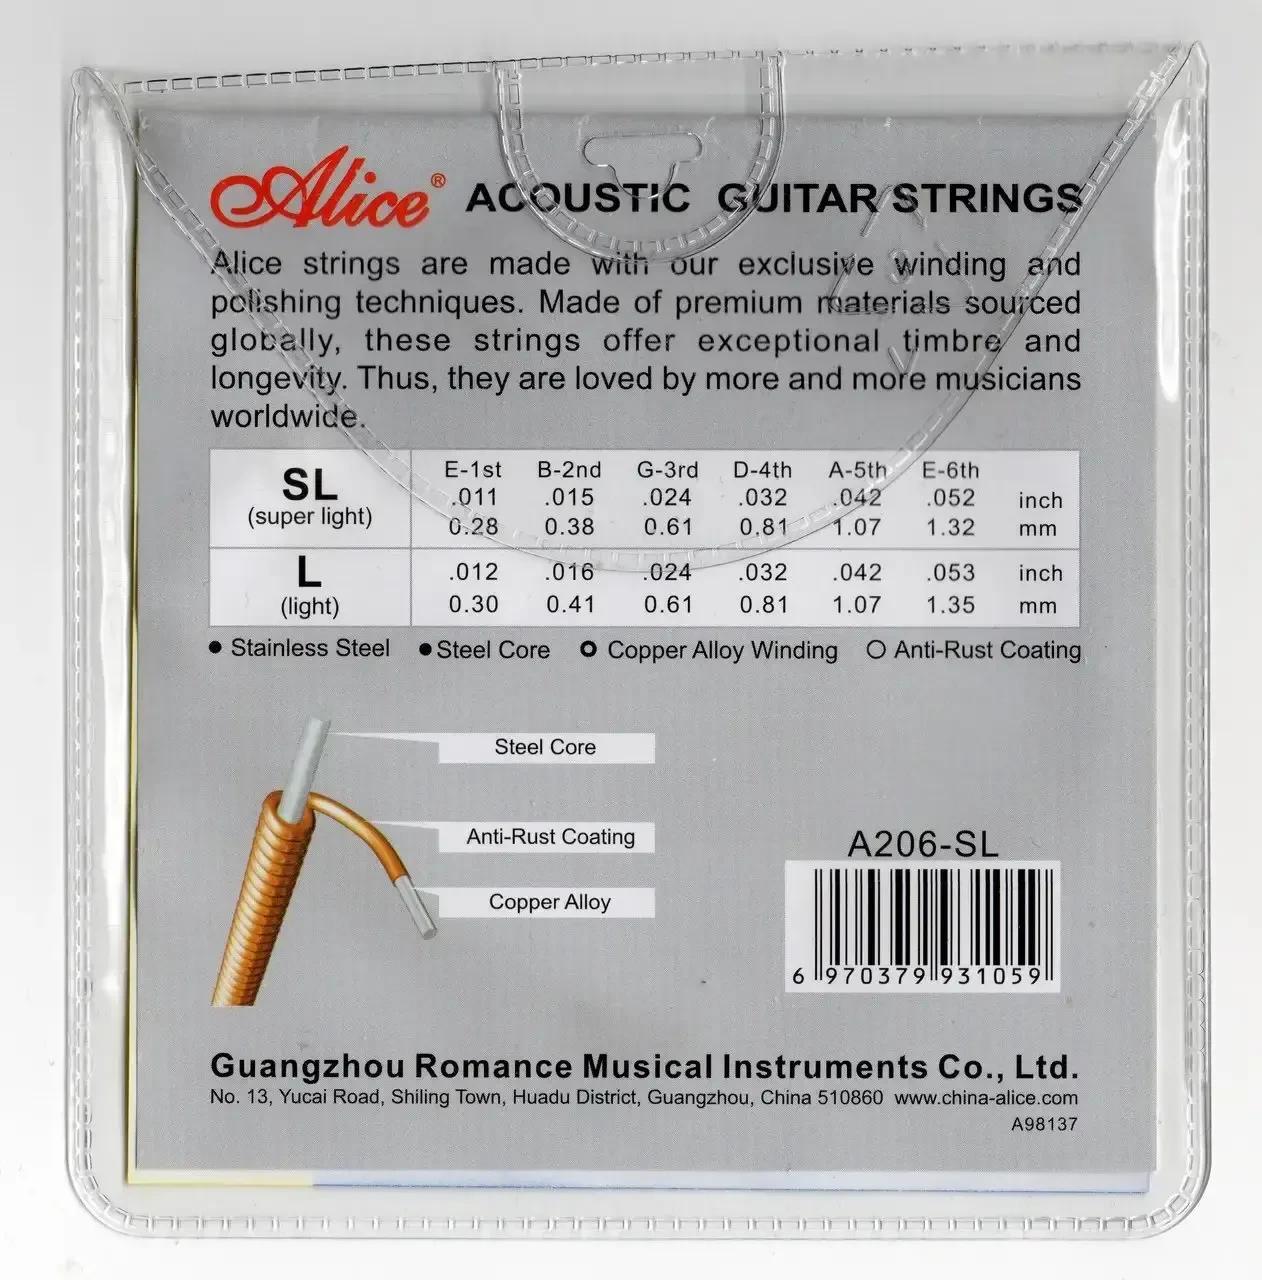 Alice® ACOUSTIC GUITAR STRINGS
Alice strings are made with our exclusive winding and
polishing techniques. Made of premium materials sourced
globally, these strings offer exceptional timbre and
longevity. Thus, they are loved by more and more musicians
worldwide.
E-1st B-2nd G-3rd D-4th A-5th E-6th
SL .011 .015 .024 .032 .042 .052 inch
(super light) 0.28 0.38 0.61 0.81 1.07 1.32 mm
L .012 .016 .024 .032 .042 .053 inch
(light) 0.30 0.41 0.61 0.81 1.07 1.35 mm
● Stainless Steel ● Steel Core O Copper Alloy Winding ○ Anti-Rust Coating
Steel Core
Anti-Rust Coating
Copper Alloy
A206-SL
6 970379 931059
Guangzhou Romance Musical Instruments Co., Ltd.
No. 13, Yucai Road, Shiling Town, Huadu District, Guangzhou, China 510860 www.china-alice.com
A98137